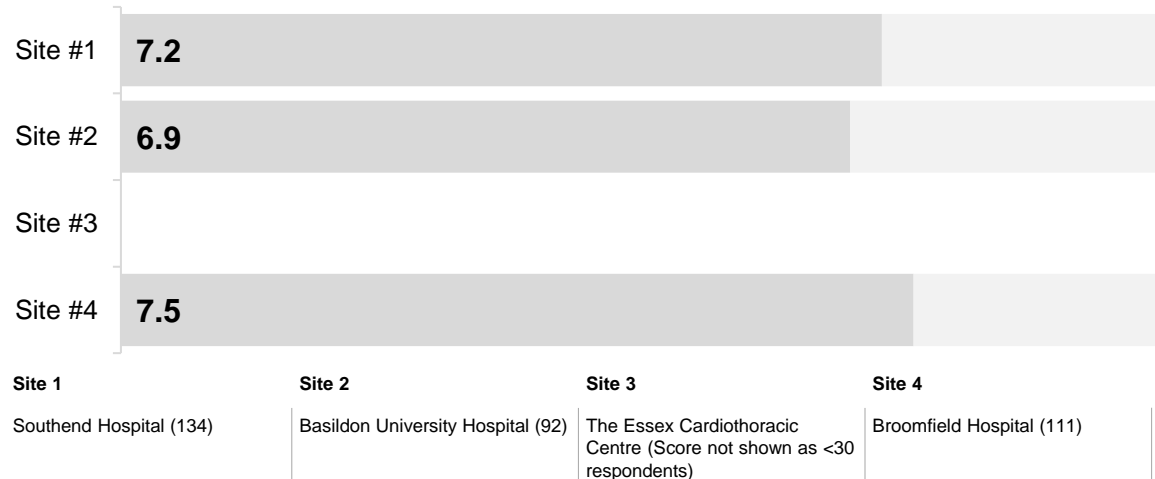 Site #1 7.2
Site #2 6.9
Site #3
Site #4 7.5
Site 1 Site 2 Site 3 Site 4
Southend Hospital (134)
Basildon University Hospital (92)
The Essex Cardiothoracic
Centre (Score not shown as <30
respondents)
Broomfield Hospital (111)